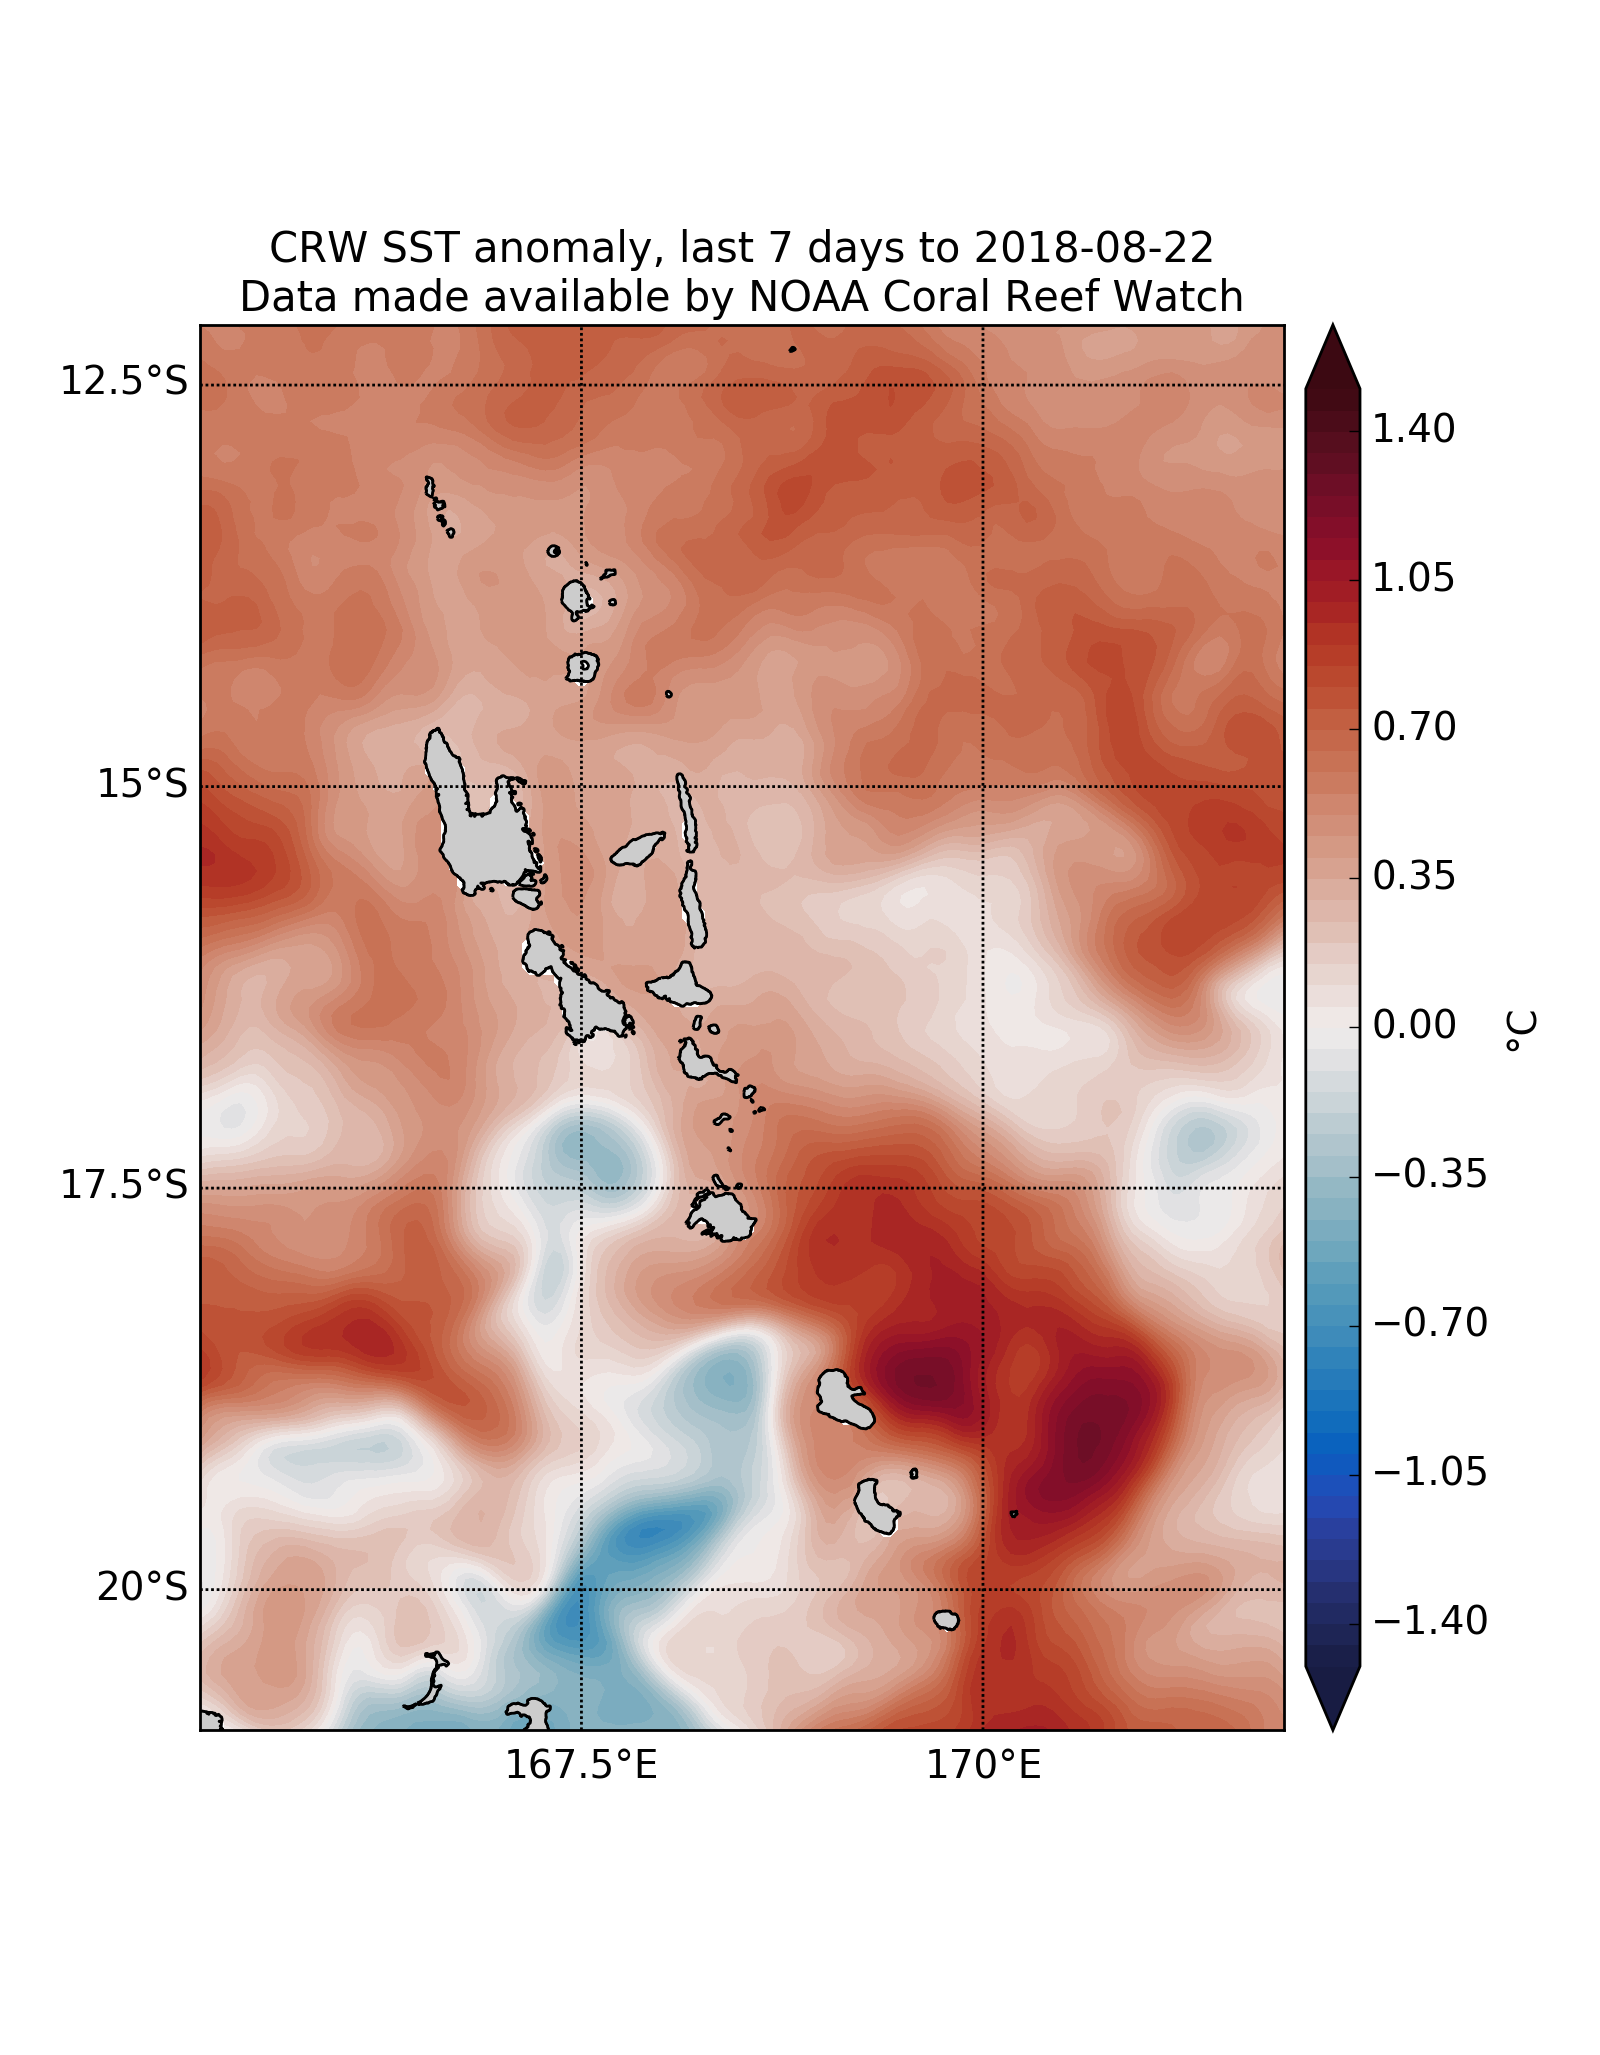 CRW SST anomaly, last 7 days to 2018-08-22
Data made available by NOAA Coral Reef Watch
12.5°S
15°S
17.5°S
20°S
167.5°E
170°E
1.40
1.05
0.70
0.35
0.00
−0.35
−0.70
−1.05
−1.40
°C